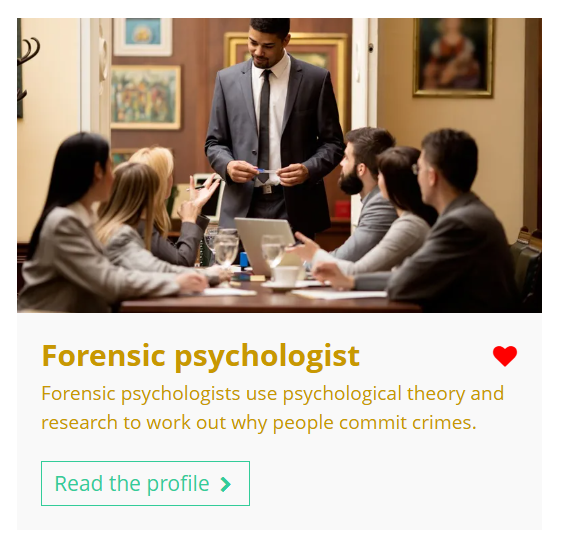 Forensic psychologist
Forensic psychologists use psychological theory and
research to work out why people commit crimes.
Read the profile